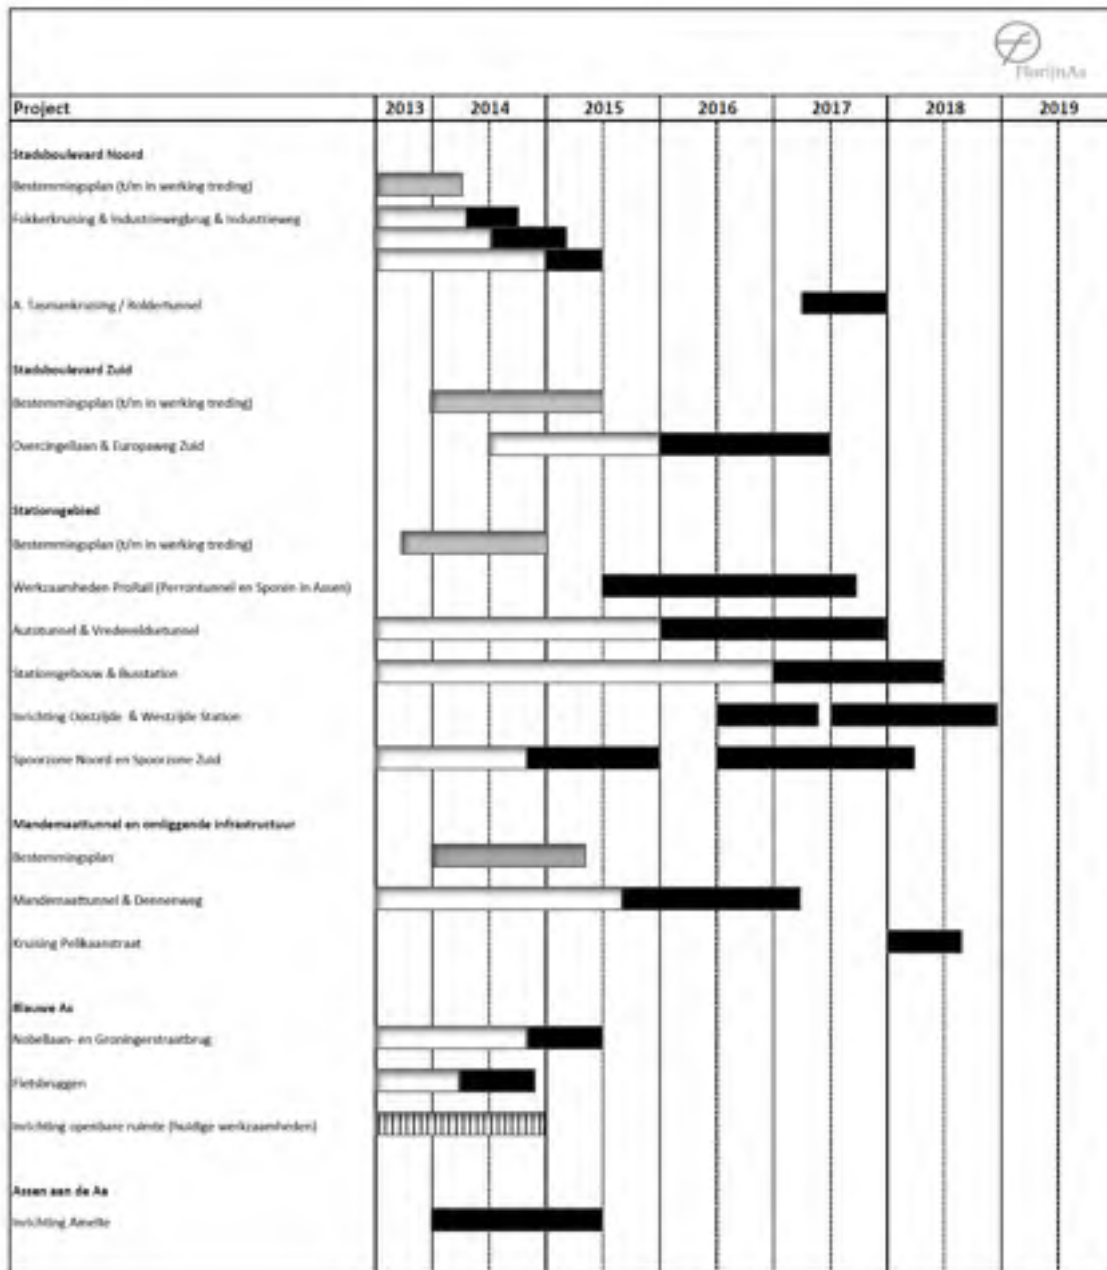 FlorijnAs
Project 2013 2014 2015 2016 2017 2018 2019
Stadsboulevard Noord
Bestemmingsplan (t/m in werking treding)
Fokkerkruising & Industriewegbrug & Industrieweg
A. Tasmankruising / Roldertunnel
Stadsboulevard Zuid
Bestemmingsplan (t/m in werking treding)
Overcingellaan & Europaweg Zuid
Stationsgebied
Bestemmingsplan (t/m in werking treding)
Werkzaamheden ProRail (Perrontunnel en Sporen in Assen)
Autotunnel & Vredeveldsetunnel
Stationsgebouw & Busstation
Inrichting Oostzijde & Westzijde Station
Spoorzone Noord en Spoorzone Zuid
Mandemaattunnel en omliggende infrastructuur
Bestemmingsplan
Mandemaattunnel & Dennenweg
Kruising Pelikaanstraat
Blauwe As
Nobellaan- en Groningerstraatbrug
Fietsbruggen
Inrichting openbare ruimte (huidige werkzaamheden)
Assen aan de Aa
Inrichting Amelte